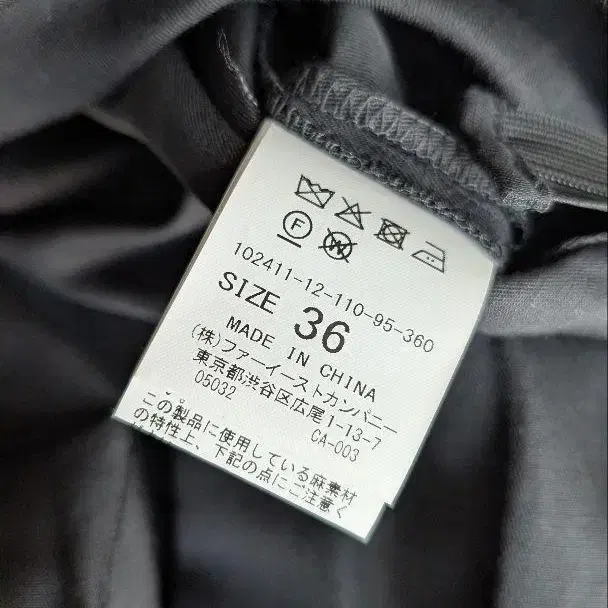 F W
102411-12-110-95-360
SIZE 36
MADE IN CHINA
(株)ファーイーストカンパニー
東京都渋谷区広尾1-13-7
05032 CA-003
この製品に使用している麻素材
の特性上、下記の点にご注意く